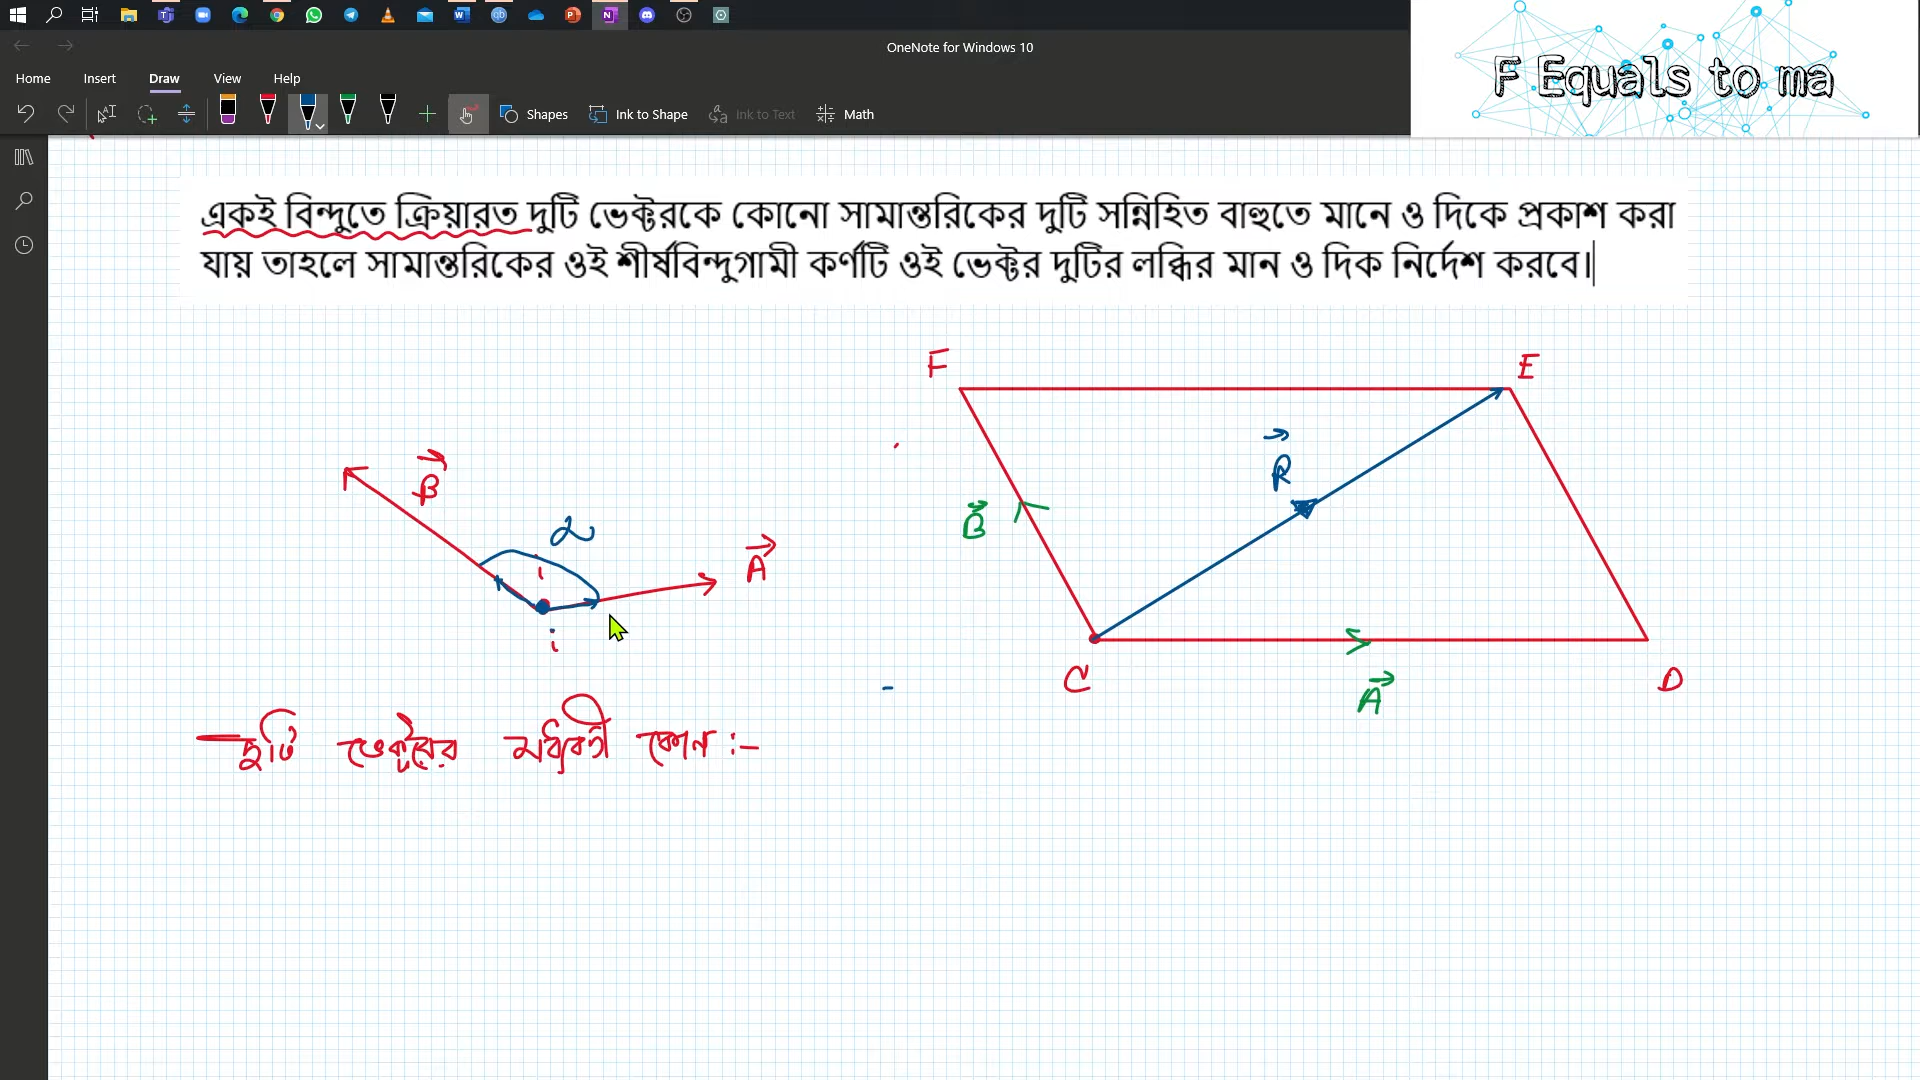 OneNote for Windows 10
F Equals to ma
Home Insert Draw View Help
Shapes Ink to Shape Ink to Text Math
একই বিন্দুতে ক্রিয়ারত দুটি ভেক্টরকে কোনো সামান্তরিকের দুটি সন্নিহিত বাহুতে মানে ও দিকে প্রকাশ করা
যায় তাহলে সামান্তরিকের ওই শীর্ষবিন্দুগামী কর্ণটি ওই ভেক্টর দুটির লব্ধির মান ও দিক নির্দেশ করবে।
F E
B⃗ α A⃗
R⃗
B⃗
C D
A⃗
দুটি ভেক্টরের মধ্যবর্তী কোন :-